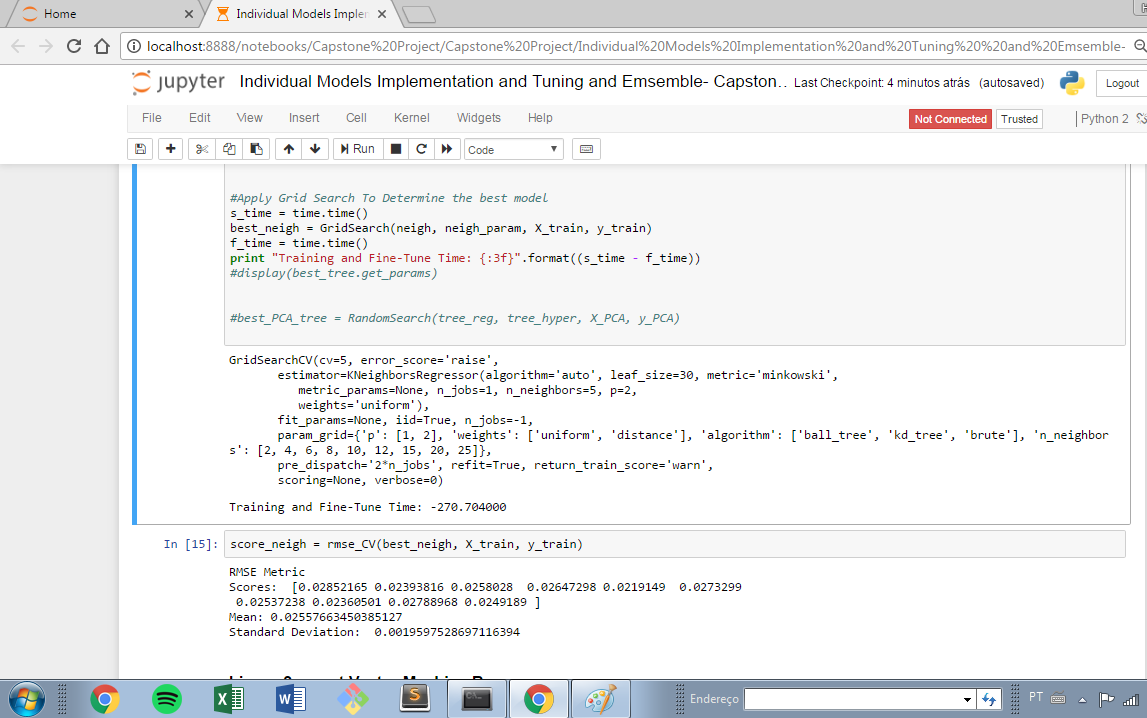 Home
Individual Models Implem
localhost:8888/notebooks/Capstone%20Project/Capstone%20Project/Individual%20Models%20Implementation%20and%20Tuning%20%20and%20Emsemble-
jupyter Individual Models Implementation and Tuning and Emsemble- Capston.. Last Checkpoint: 4 minutos atrás (autosaved) Logout
File Edit View Insert Cell Kernel Widgets Help Not Connected Trusted Python 2
Run Code
#Apply Grid Search To Determine the best model
s_time = time.time()
best_neigh = GridSearch(neigh, neigh_param, X_train, y_train)
f_time = time.time()
print "Training and Fine-Tune Time: {:3f}".format((s_time - f_time))
#display(best_tree.get_params)
#best_PCA_tree = RandomSearch(tree_reg, tree_hyper, X_PCA, y_PCA)
GridSearchCV(cv=5, error_score='raise',
estimator=KNeighborsRegressor(algorithm='auto', leaf_size=30, metric='minkowski',
metric_params=None, n_jobs=1, n_neighbors=5, p=2,
weights='uniform'),
fit_params=None, iid=True, n_jobs=-1,
param_grid={'p': [1, 2], 'weights': ['uniform', 'distance'], 'algorithm': ['ball_tree', 'kd_tree', 'brute'], 'n_neighbor
s': [2, 4, 6, 8, 10, 12, 15, 20, 25]},
pre_dispatch='2*n_jobs', refit=True, return_train_score='warn',
scoring=None, verbose=0)
Training and Fine-Tune Time: -270.704000
In [15]: score_neigh = rmse_CV(best_neigh, X_train, y_train)
RMSE Metric
Scores: [0.02852165 0.02393816 0.0258028 0.02647298 0.0219149 0.0273299
0.02537238 0.02360501 0.02788968 0.0249189 ]
Mean: 0.02557663450385127
Standard Deviation: 0.0019597528697116394
Endereço PT